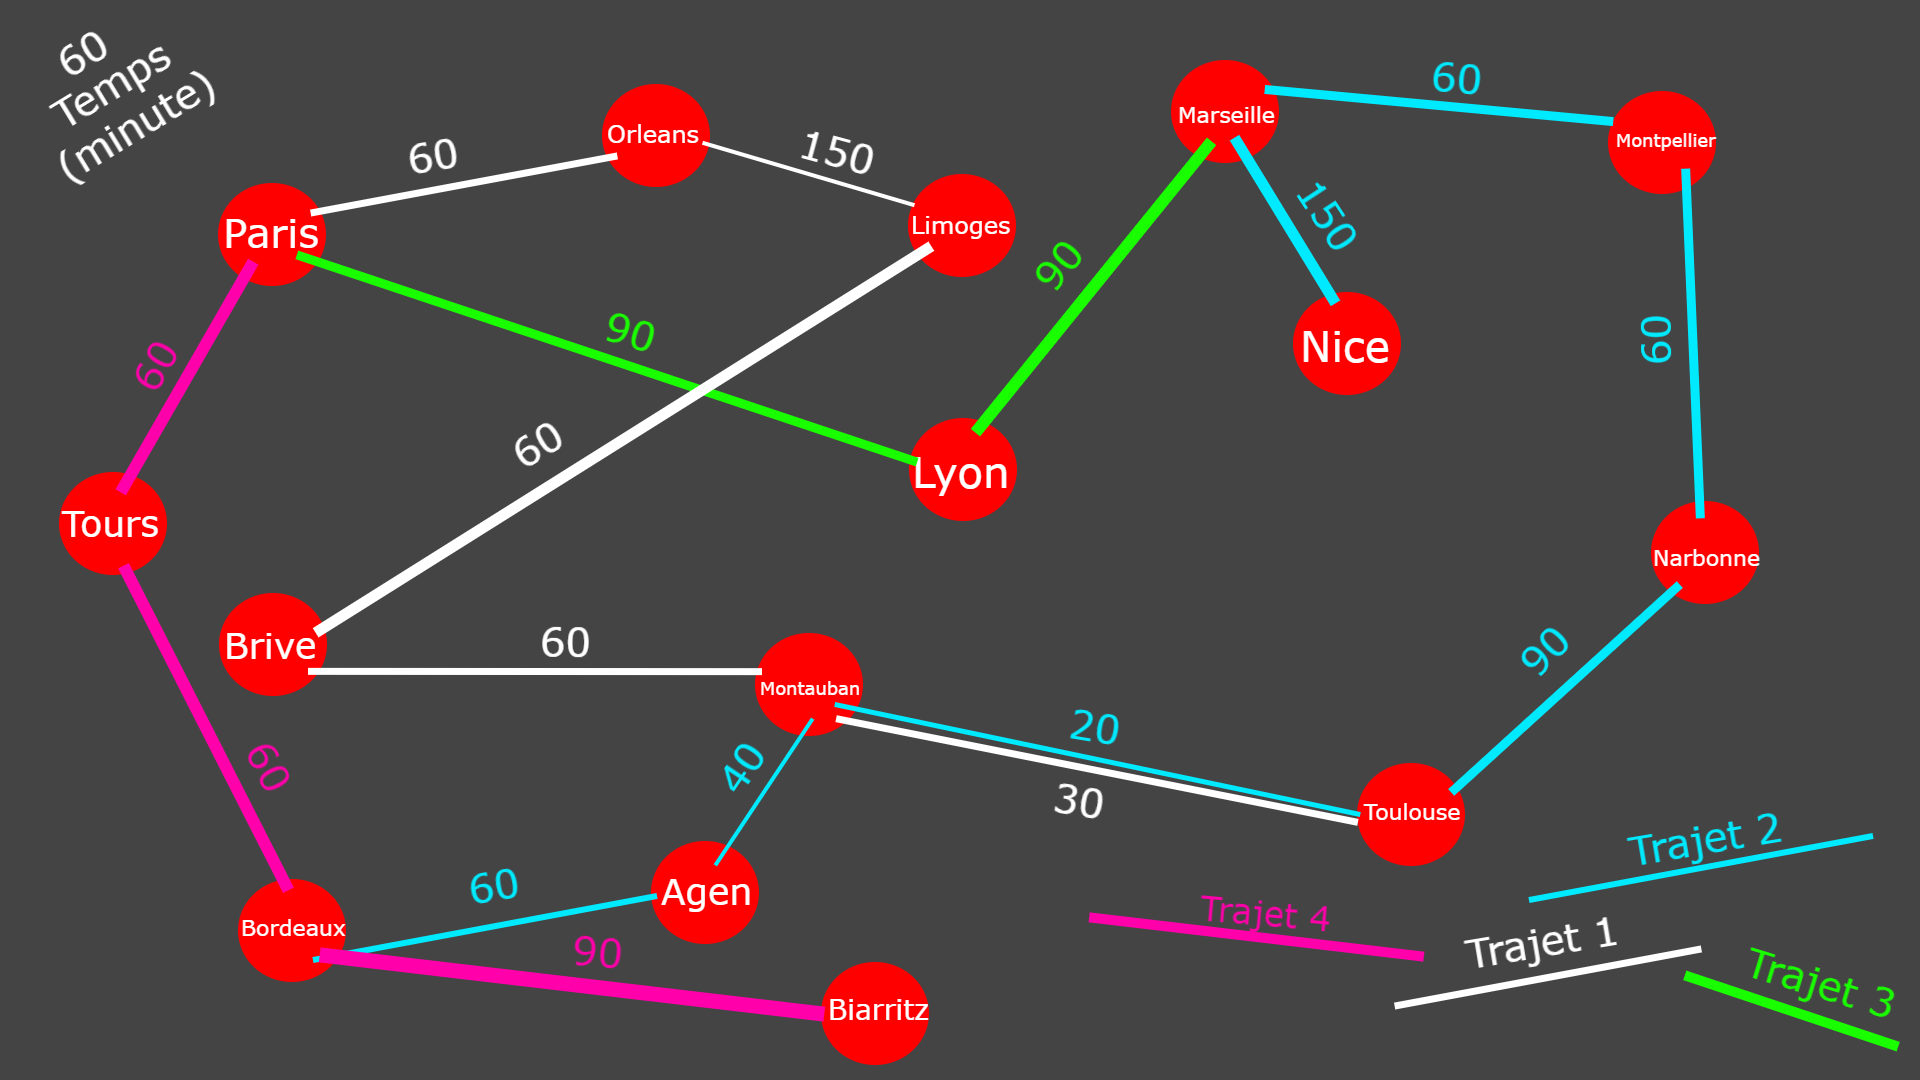 60
Temps
(minute)
Orleans
60
150
Paris
Limoges
Marseille
60
Montpellier
90
150
60
90
Nice
60
60
Lyon
Tours
Narbonne
Brive
60
Montauban
90
20
30
40
60
Toulouse
Agen
60
Bordeaux
90
Biarritz
Trajet 2
Trajet 4
Trajet 1
Trajet 3